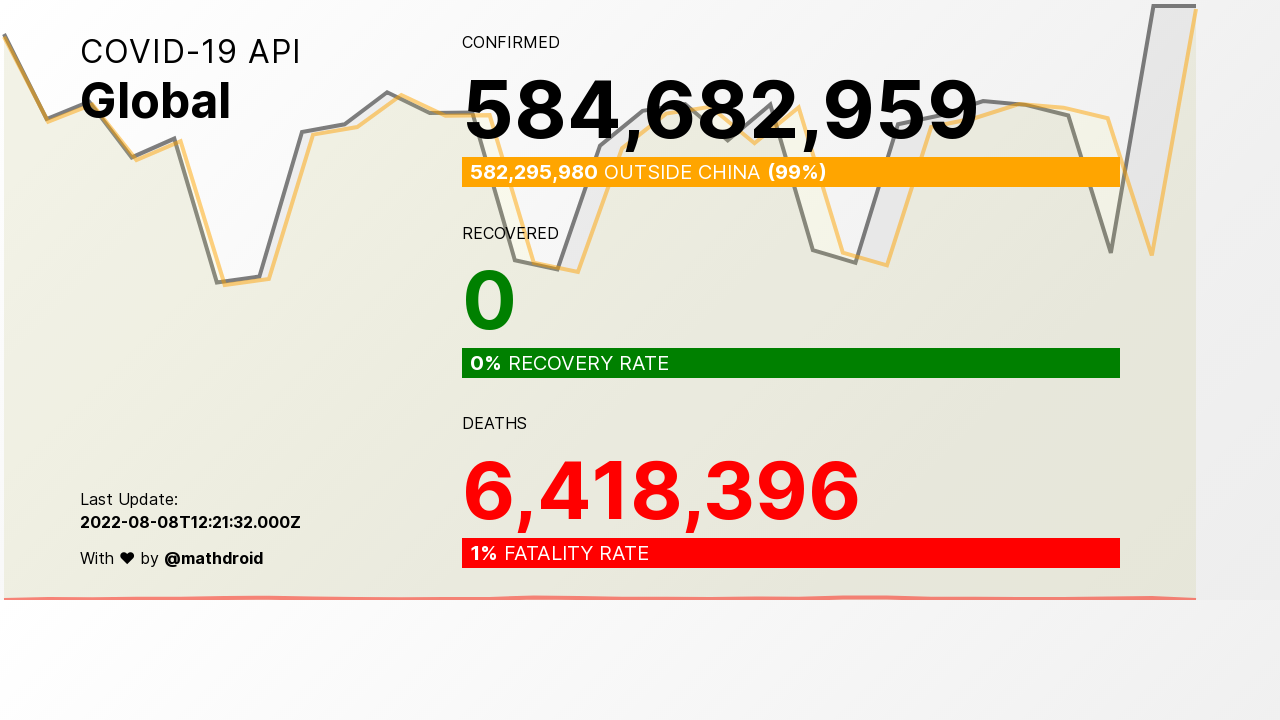 COVID-19 API
Global
CONFIRMED
584,682,959
582,295,980 OUTSIDE CHINA (99%)
RECOVERED
0
0% RECOVERY RATE
DEATHS
6,418,396
1% FATALITY RATE
Last Update:
2022-08-08T12:21:32.000Z
With ♥ by @mathdroid